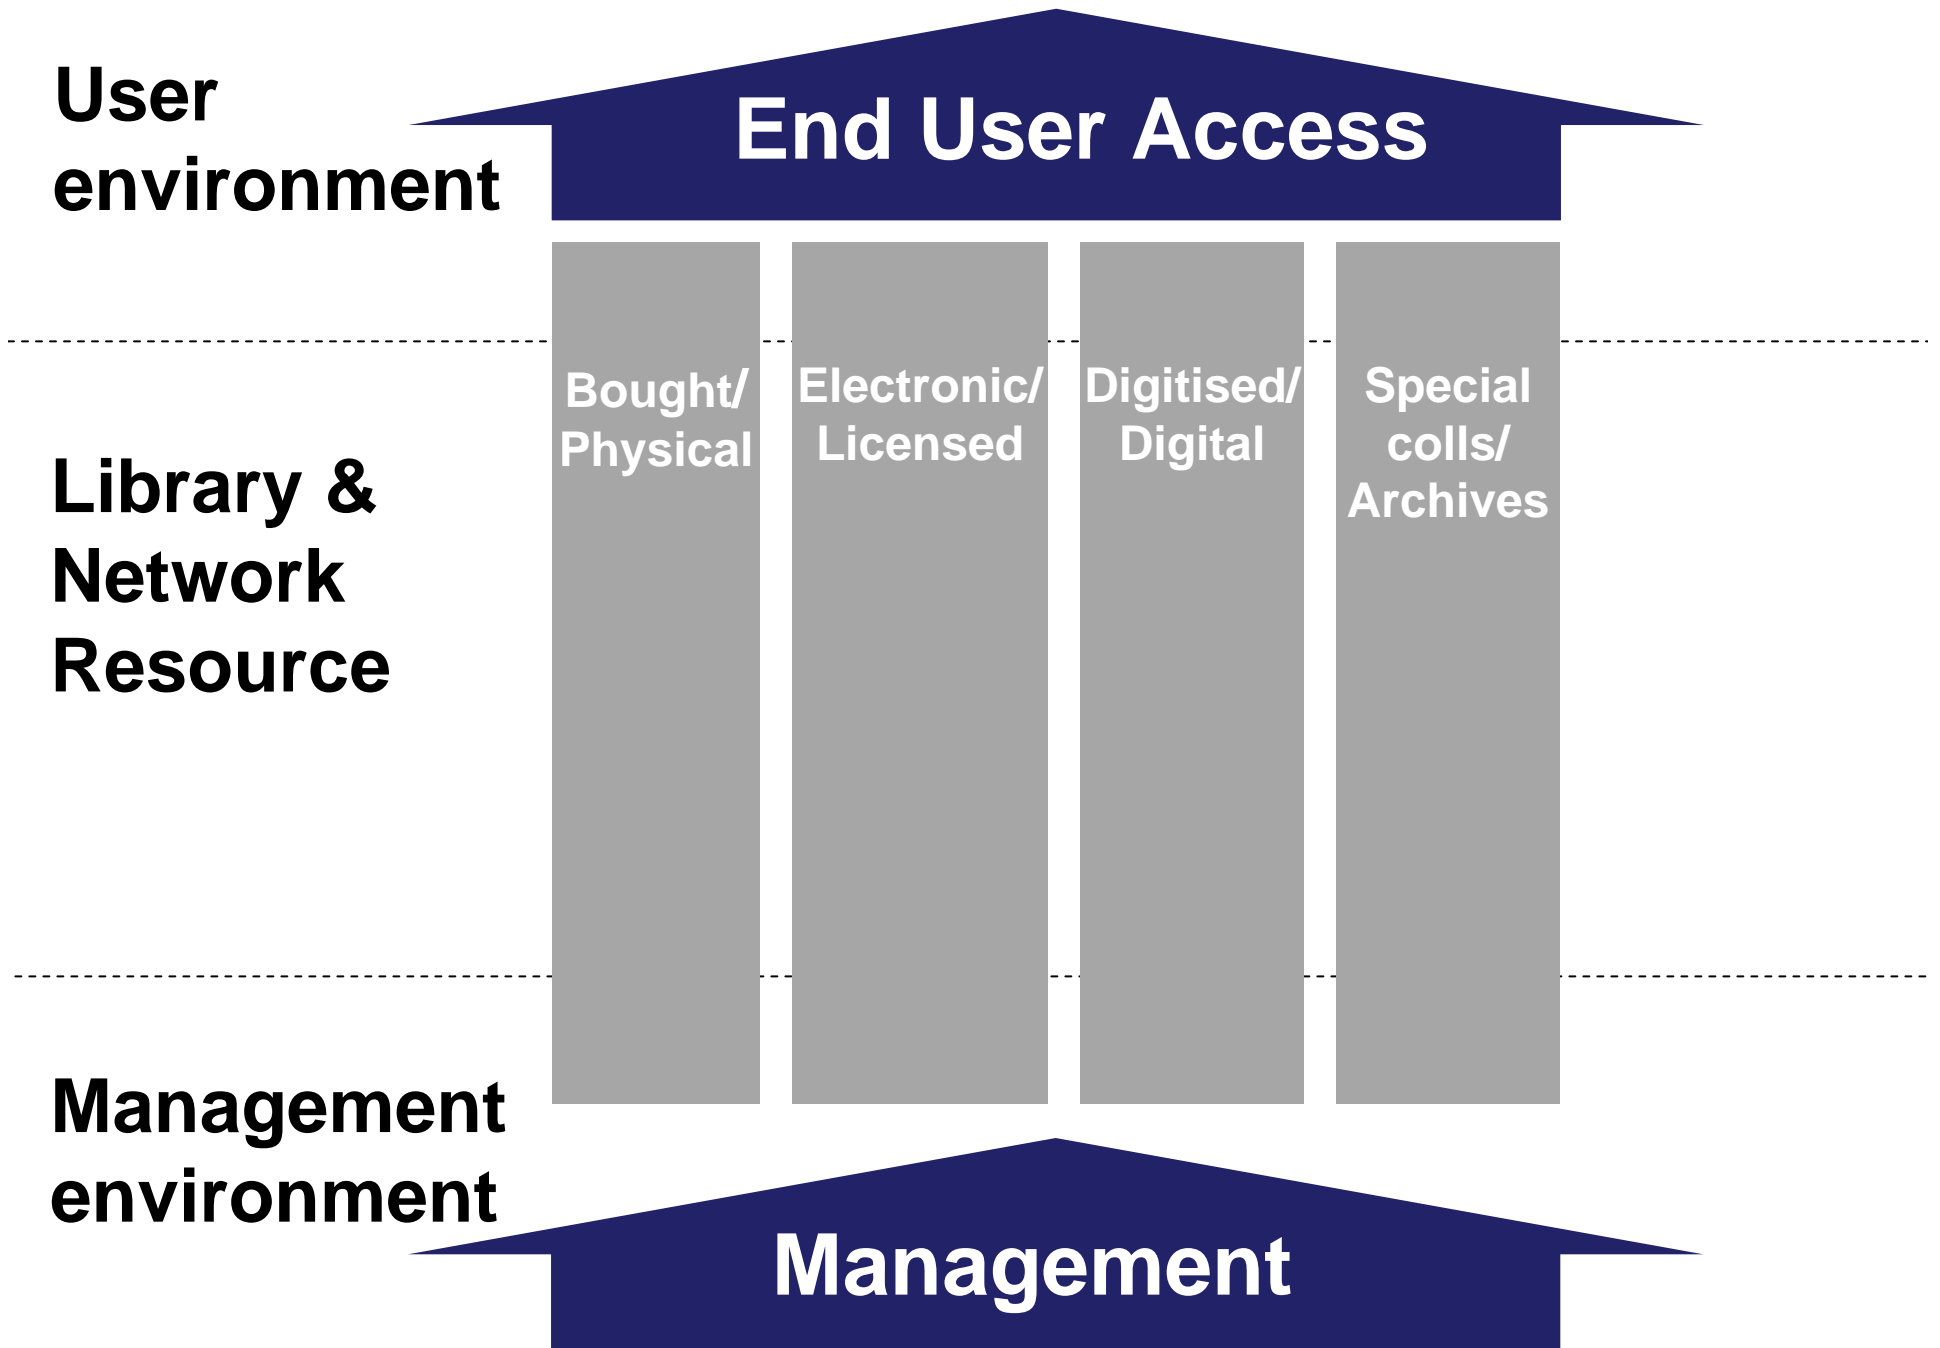 User
environment
End User Access
Bought/
Physical
Electronic/
Licensed
Digitised/
Digital
Special
colls/
Archives
Library &
Network
Resource
Management
environment
Management